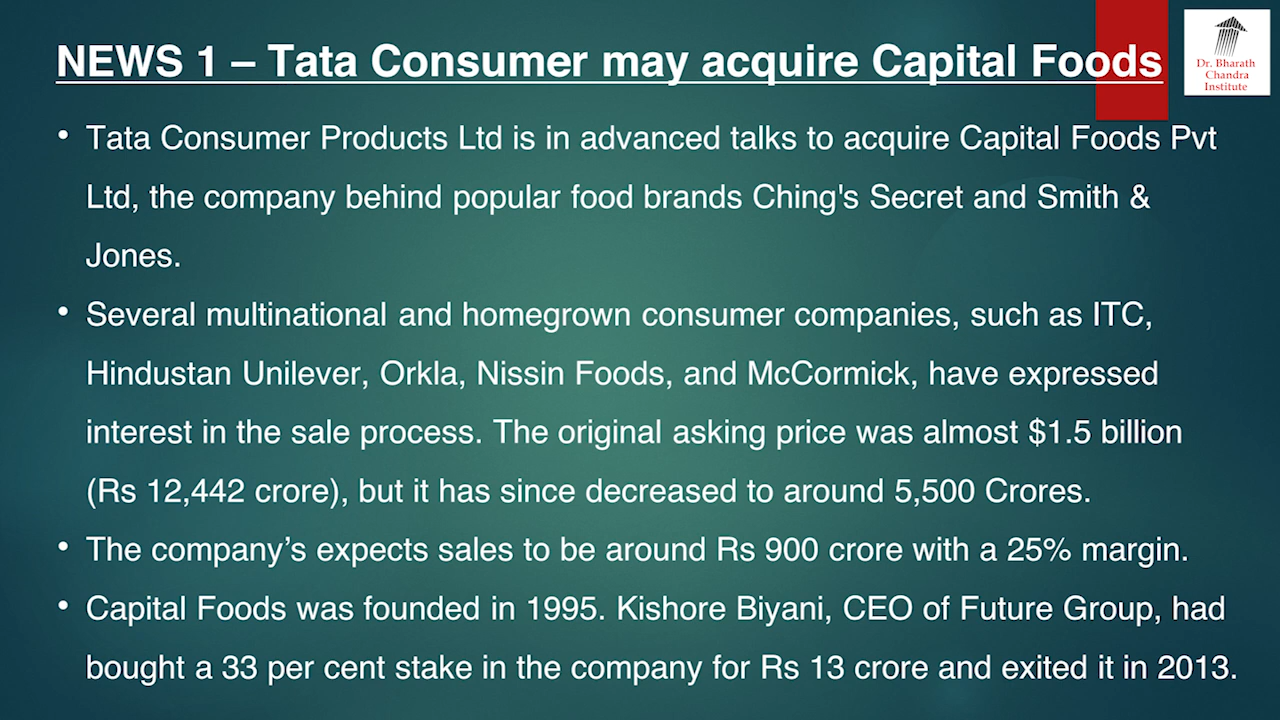 NEWS 1 – Tata Consumer may acquire Capital Foods
Dr. Bharath
Chandra
Institute
• Tata Consumer Products Ltd is in advanced talks to acquire Capital Foods Pvt
Ltd, the company behind popular food brands Ching's Secret and Smith &
Jones.
• Several multinational and homegrown consumer companies, such as ITC,
Hindustan Unilever, Orkla, Nissin Foods, and McCormick, have expressed
interest in the sale process. The original asking price was almost $1.5 billion
(Rs 12,442 crore), but it has since decreased to around 5,500 Crores.
• The company’s expects sales to be around Rs 900 crore with a 25% margin.
• Capital Foods was founded in 1995. Kishore Biyani, CEO of Future Group, had
bought a 33 per cent stake in the company for Rs 13 crore and exited it in 2013.